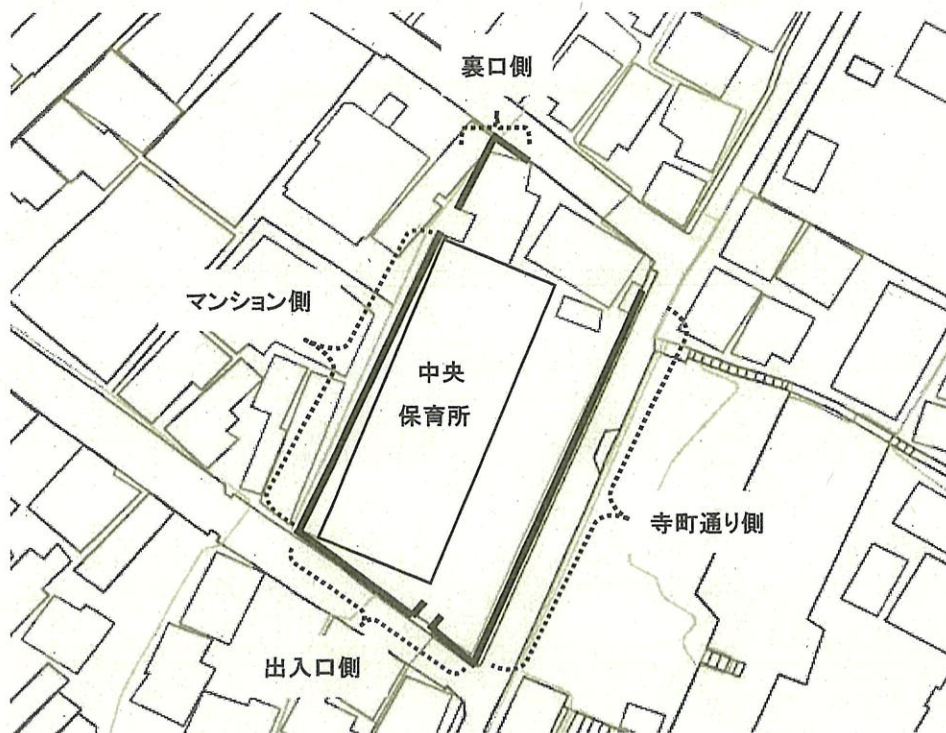 裏口側
マンション側
中央
保育所
寺町通り側
出入口側